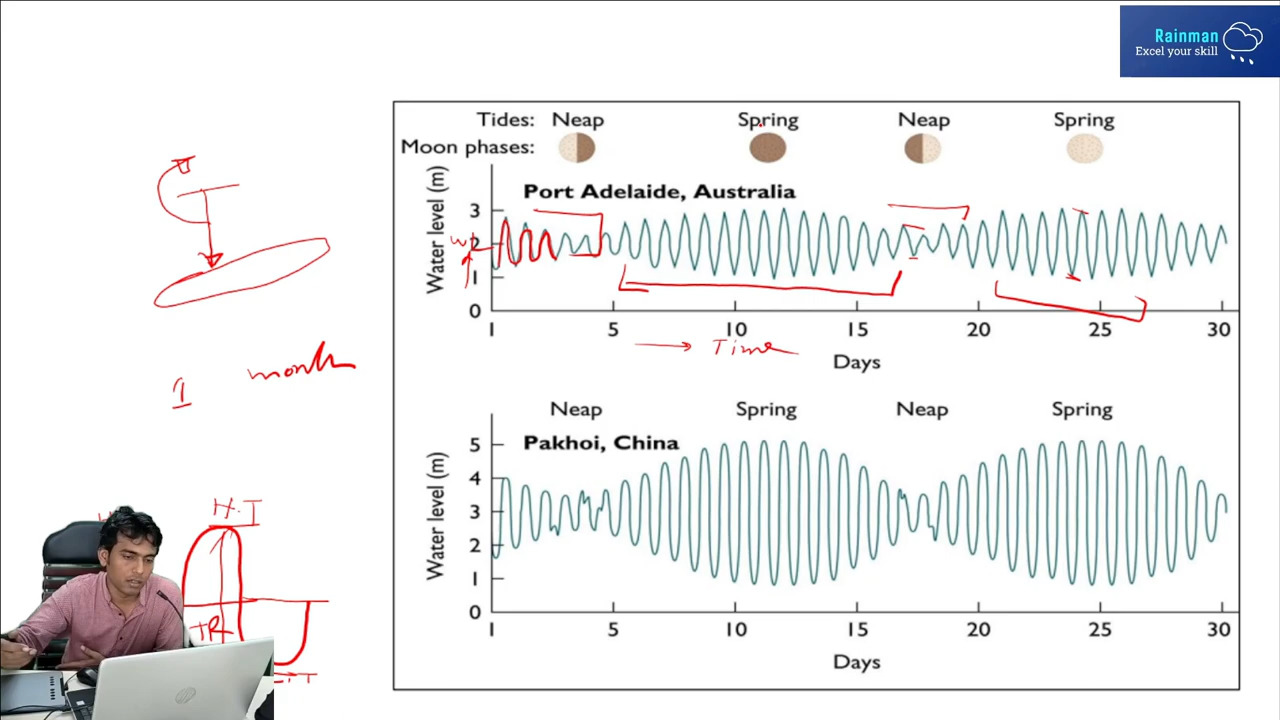 Rainman
Excel your skill
Tides: Neap Spring Neap Spring
Moon phases:
Port Adelaide, Australia
Water level (m)
3
2
1
0
1 5 10 15 20 25 30
→ Time
Days
1 month
Neap Spring Neap Spring
Pakhoi, China
Water level (m)
5
4
3
2
1
0
1 5 10 15 20 25 30
Days
H.T
TR